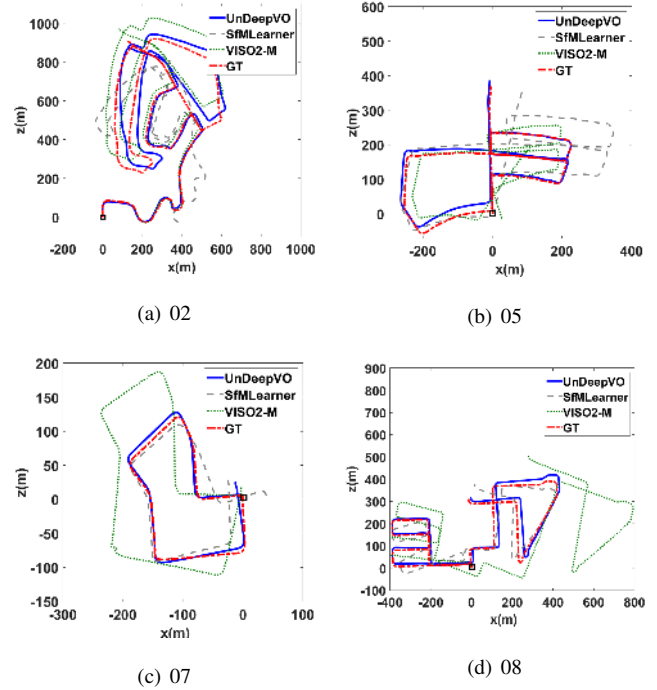 1000
800
600
400
200
0
-200
z(m)
-200 0 200 400 600 800 1000
x(m)
UnDeepVO
SfMLearner
VISO2-M
GT
(a) 02
600
500
400
300
200
100
0
-100
z(m)
-200 0 200 400
x(m)
UnDeepVO
SfMLearner
VISO2-M
GT
(b) 05
200
150
100
50
0
-50
-100
-150
z(m)
-300 -200 -100 0 100
x(m)
UnDeepVO
SfMLearner
VISO2-M
GT
(c) 07
900
800
700
600
500
400
300
200
100
0
-100
z(m)
-400 -200 0 200 400 600 800
x(m)
UnDeepVO
SfMLearner
VISO2-M
GT
(d) 08